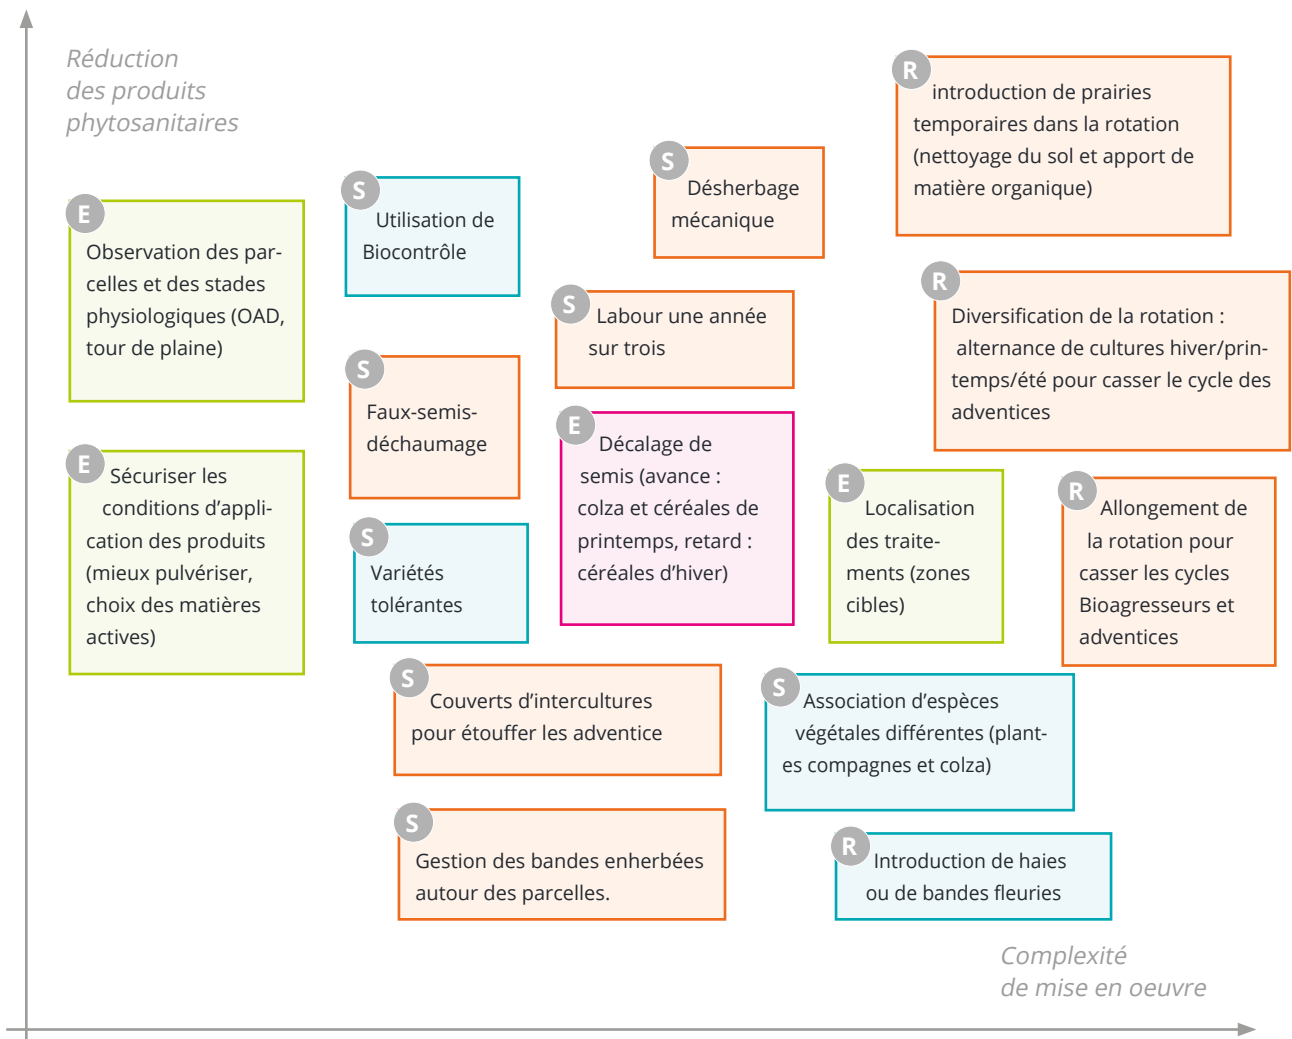 Réduction
des produits
phytosanitaires
R
introduction de prairies
temporaires dans la rotation
(nettoyage du sol et apport de
matière organique)
S
Désherbage
mécanique
S
Utilisation de
Biocontrôle
E
Observation des par-
celles et des stades
physiologiques (OAD,
tour de plaine)
R
Diversification de la rotation :
alternance de cultures hiver/prin-
temps/été pour casser le cycle des
adventices
S
Labour une année
sur trois
S
Faux-semis-
déchaumage
E
Décalage de
semis (avance :
colza et céréales de
printemps, retard :
céréales d’hiver)
E
Sécuriser les
conditions d’appli-
cation des produits
(mieux pulvériser,
choix des matières
actives)
E
Localisation
des traite-
ments (zones
cibles)
R
Allongement de
la rotation pour
casser les cycles
Bioagresseurs et
adventices
S
Variétés
tolérantes
S
Couverts d’intercultures
pour étouffer les adventice
S
Association d’espèces
végétales différentes (plant-
es compagnes et colza)
S
Gestion des bandes enherbées
autour des parcelles.
R
Introduction de haies
ou de bandes fleuries
Complexité
de mise en oeuvre